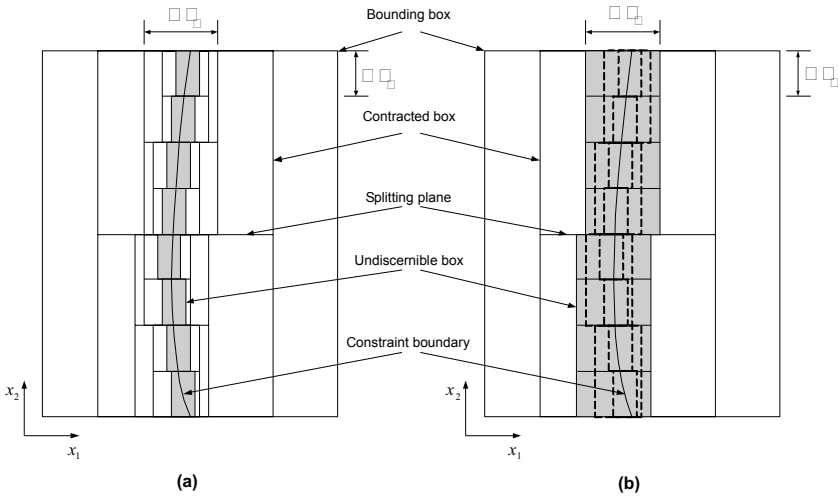 Bounding box
Contracted box
Splitting plane
Undiscernible box
Constraint boundary
x2
x1
x2
x1
(a)
(b)